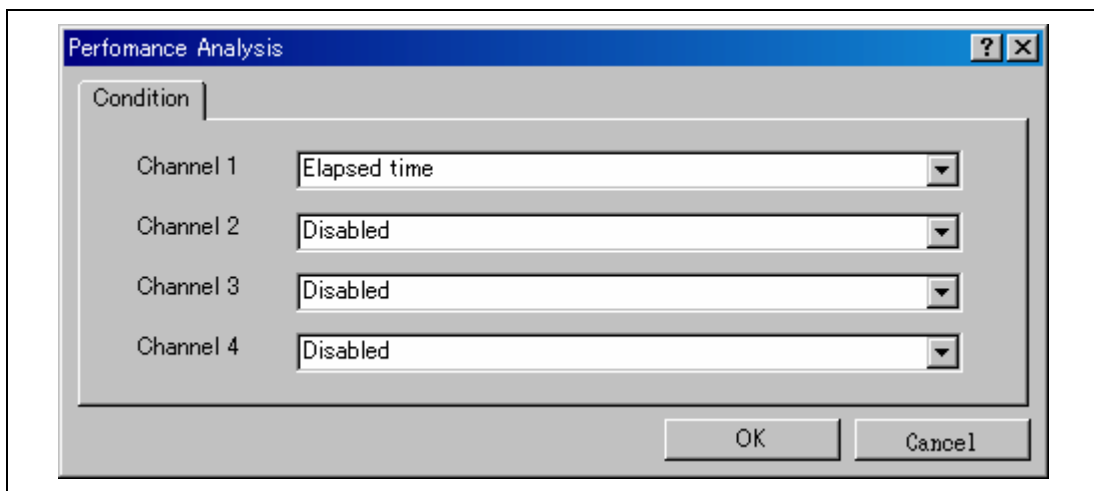 Perfomance Analysis
Condition
Channel 1 Elapsed time
Channel 2 Disabled
Channel 3 Disabled
Channel 4 Disabled
OK Cancel